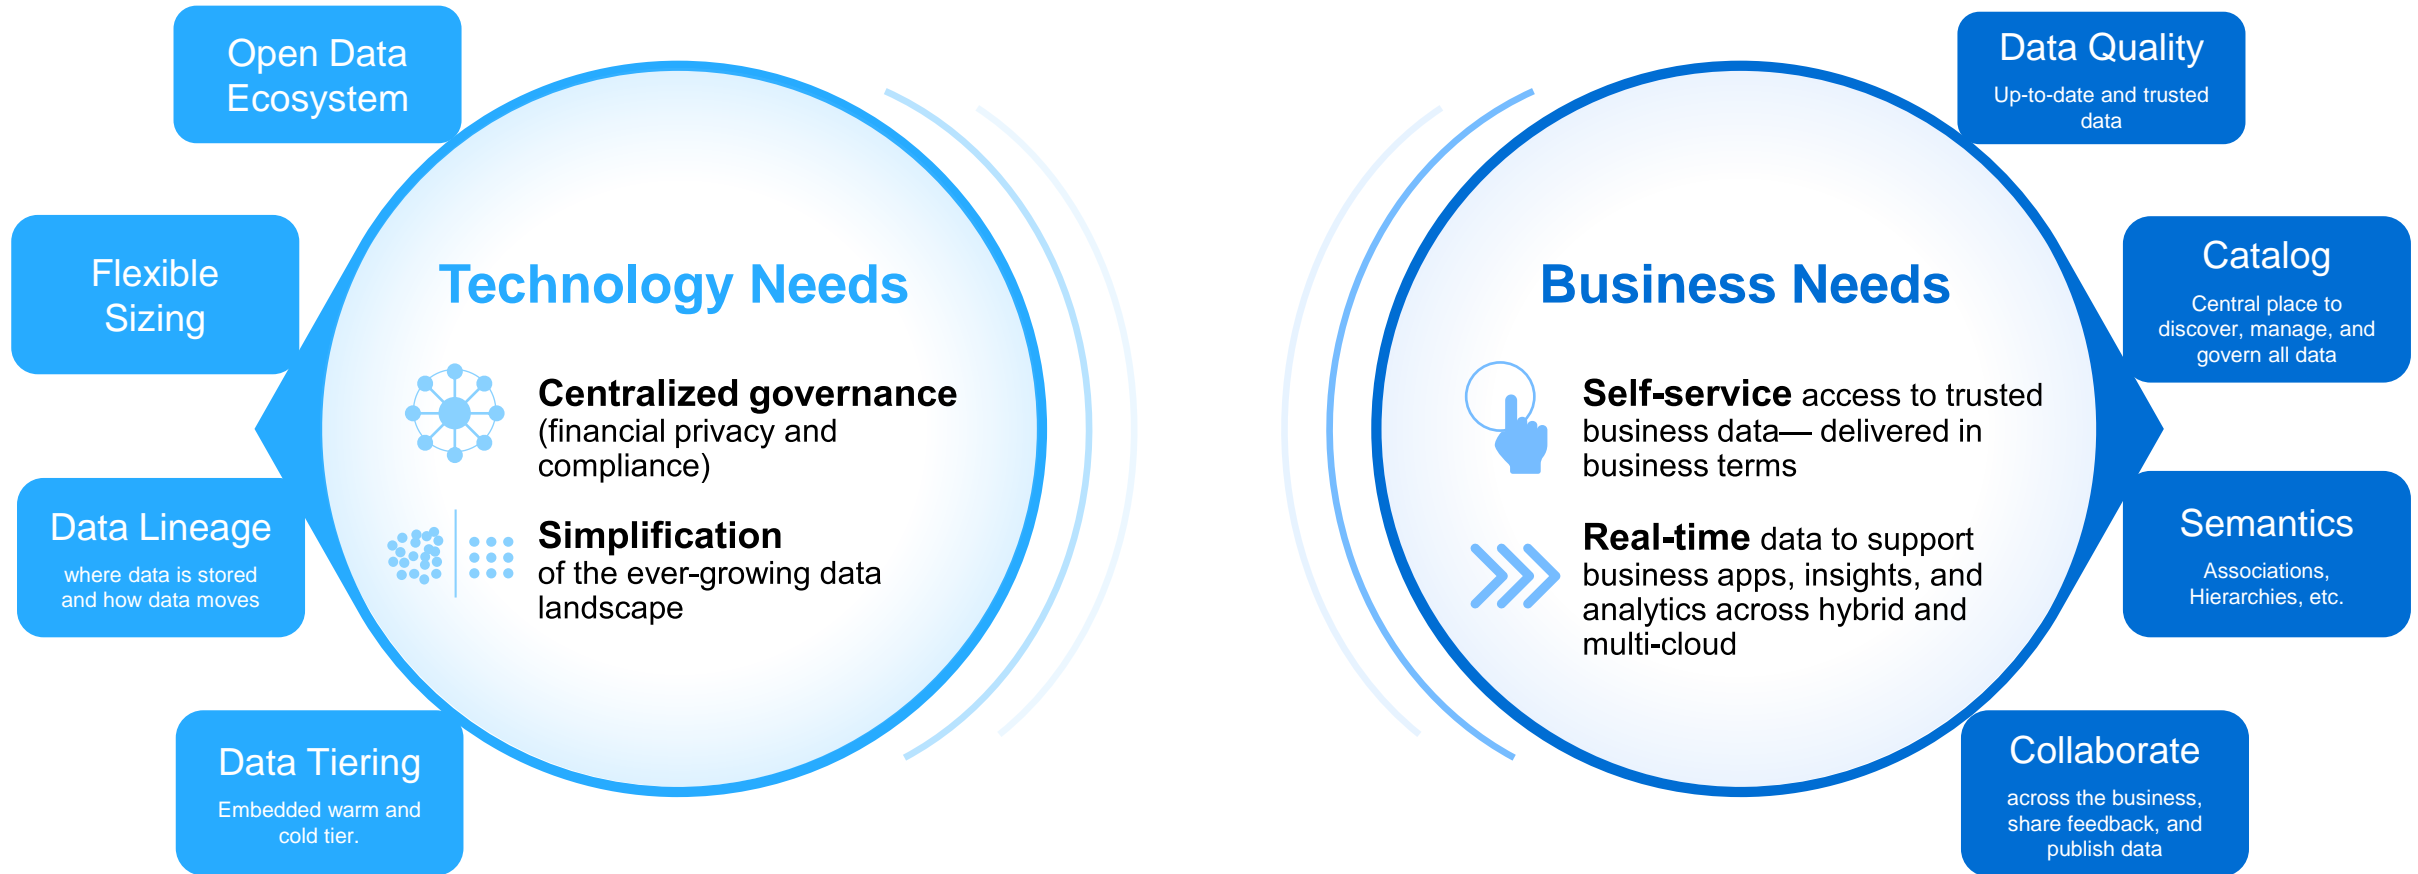 Open Data
Ecosystem
Flexible
Sizing
Data Lineage
where data is stored
and how data moves
Data Tiering
Embedded warm and
cold tier.
Technology Needs
Centralized governance
(financial privacy and
compliance)
Simplification
of the ever-growing data
landscape
Business Needs
Self-service access to trusted
business data— delivered in
business terms
Real-time data to support
business apps, insights, and
analytics across hybrid and
multi-cloud
Data Quality
Up-to-date and trusted
data
Catalog
Central place to
discover, manage, and
govern all data
Semantics
Associations,
Hierarchies, etc.
Collaborate
across the business,
share feedback, and
publish data